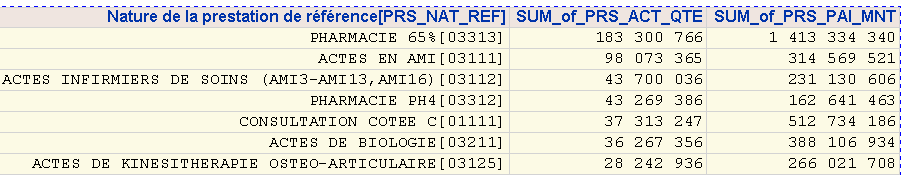 Nature de la prestation de référence[PRS_NAT_REF] SUM_of_PRS_ACT_QTE SUM_of_PRS_PAI_MNT
PHARMACIE 65%[03313] 183 300 766 1 413 334 340
ACTES EN AMI[03111] 98 073 365 314 569 521
ACTES INFIRMIERS DE SOINS (AMI3-AMI13,AMI16)[03112] 43 700 036 231 130 606
PHARMACIE PH4[03312] 43 269 386 162 641 463
CONSULTATION COTEE C[01111] 37 313 247 512 734 186
ACTES DE BIOLOGIE[03211] 36 267 356 388 106 934
ACTES DE KINESITHERAPIE OSTEO-ARTICULAIRE[03125] 28 242 936 266 021 708